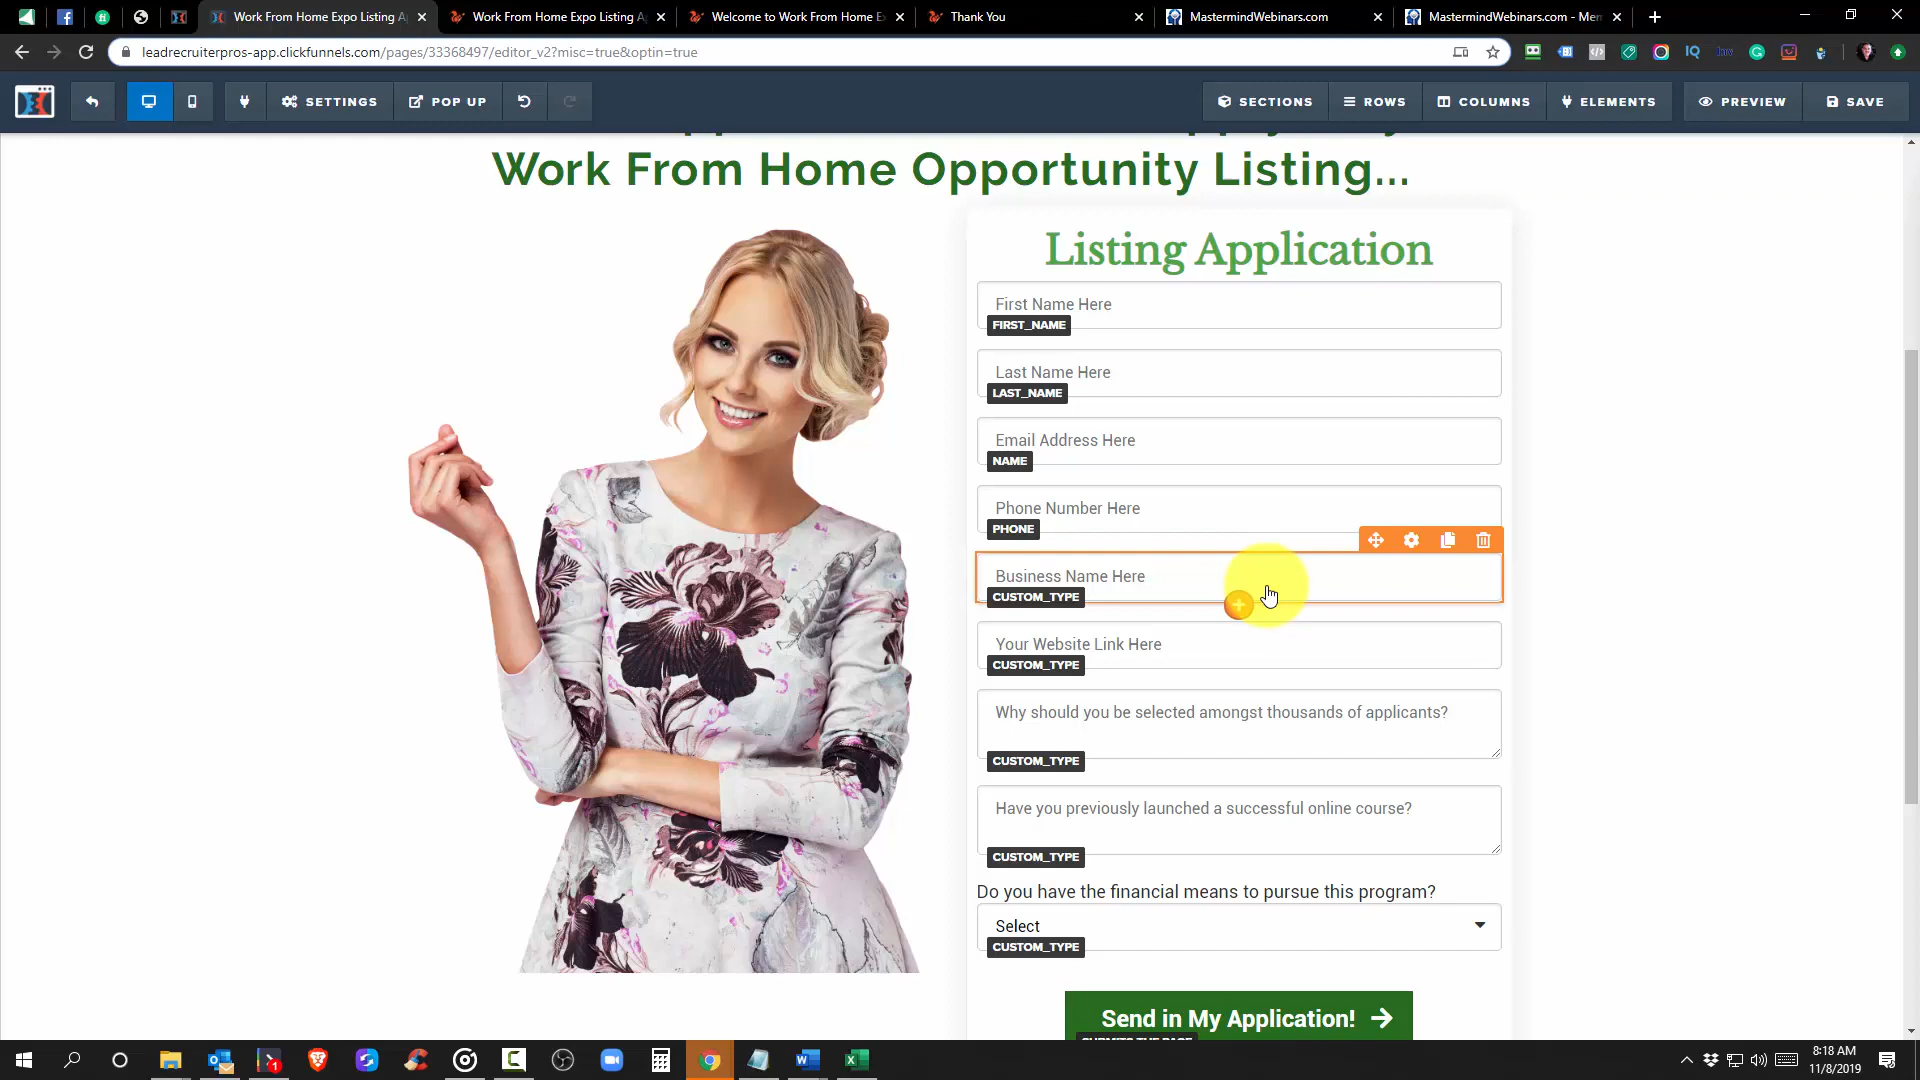 Work From Home Expo Listing A
Work From Home Expo Listing A
Welcome to Work From Home E
Thank You
MastermindWebinars.com
MastermindWebinars.com - Mem
leadrecruiterpros-app.clickfunnels.com/pages/33368497/editor_v2?misc=true&optin=true
SETTINGS
POP UP
SECTIONS
ROWS
COLUMNS
ELEMENTS
PREVIEW
SAVE
Work From Home Opportunity Listing...
Listing Application
First Name Here
FIRST_NAME
Last Name Here
LAST_NAME
Email Address Here
NAME
Phone Number Here
PHONE
Business Name Here
CUSTOM_TYPE
Your Website Link Here
CUSTOM_TYPE
Why should you be selected amongst thousands of applicants?
CUSTOM_TYPE
Have you previously launched a successful online course?
CUSTOM_TYPE
Do you have the financial means to pursue this program?
Select
CUSTOM_TYPE
Send in My Application!
SUBMITS THE PAGE
8:18 AM
11/8/2019